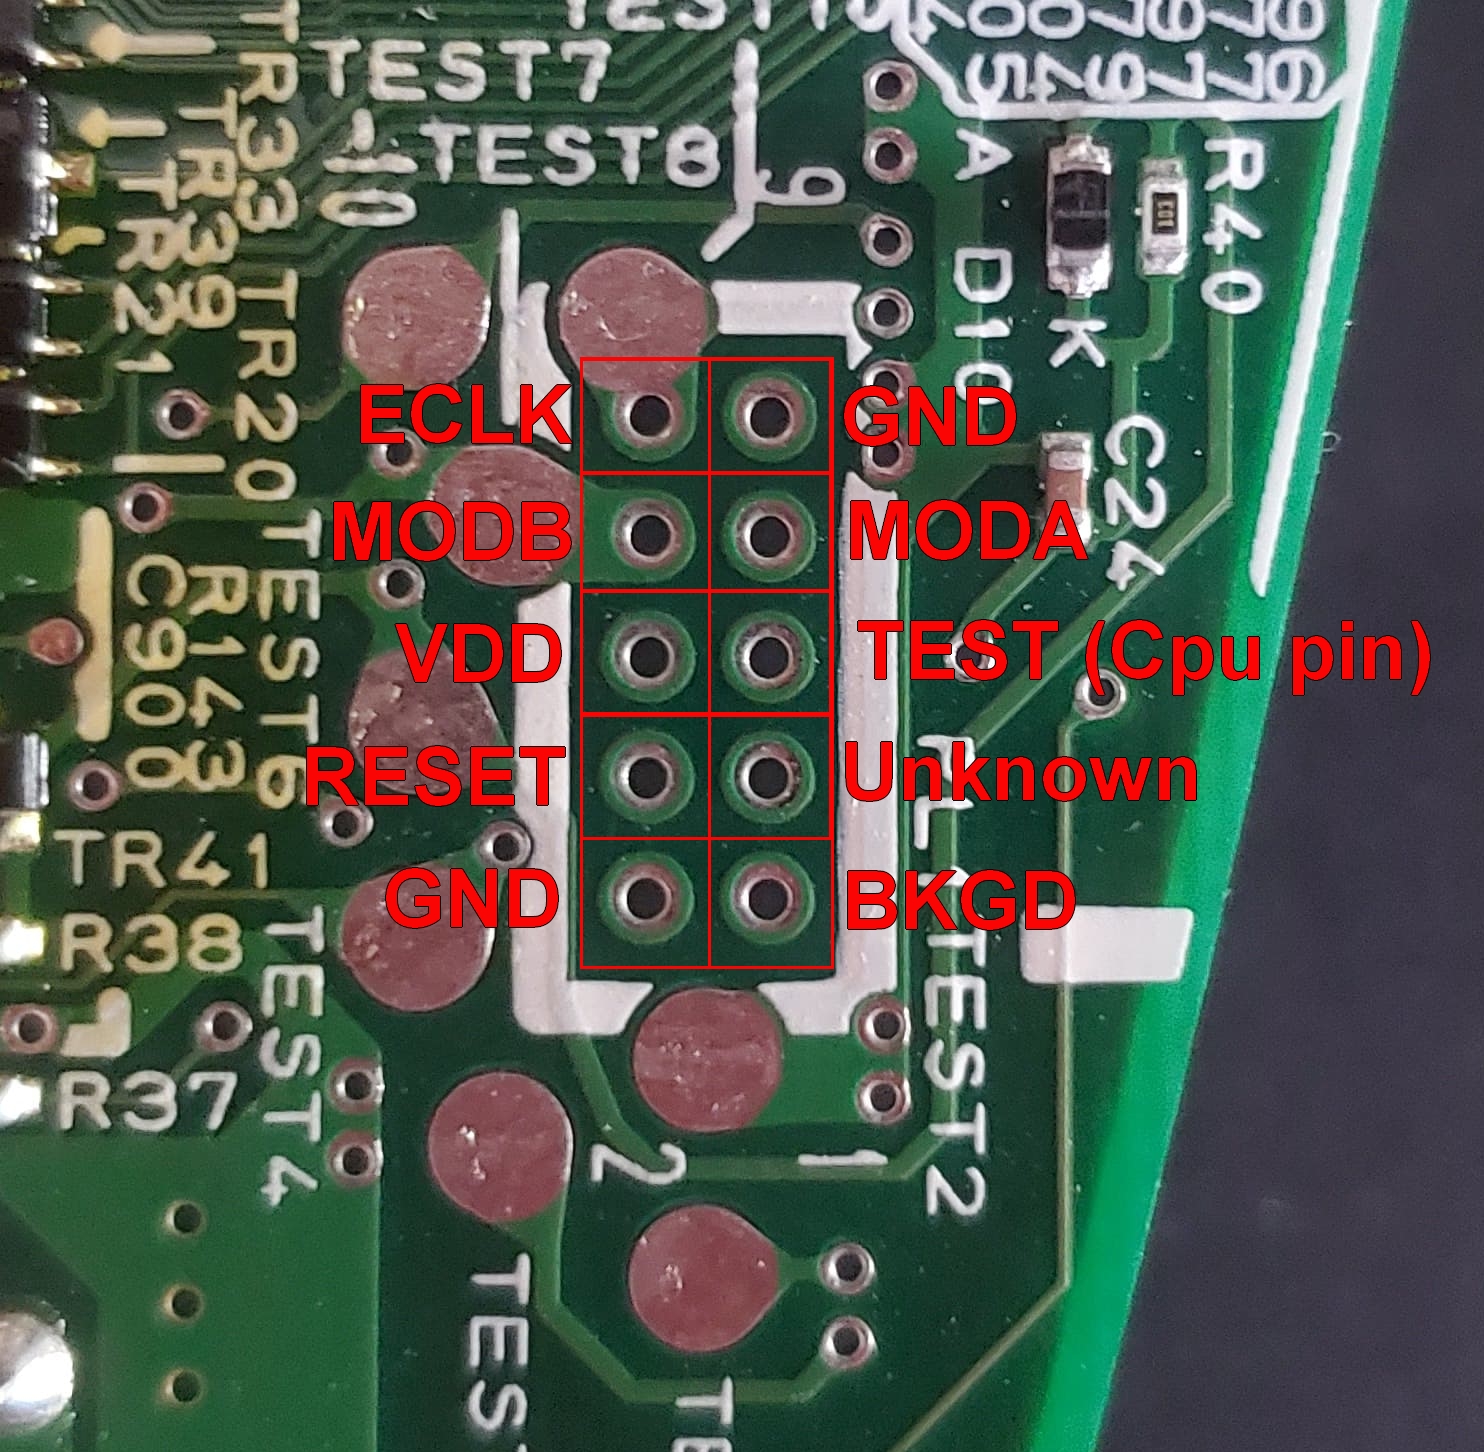 TEST7
TEST8
10
9
TR33
TR39
TR21
TR20
R40
A
D10
K
C24
ECLK
GND
MODB
MODA
VDD
TEST (Cpu pin)
RESET
Unknown
GND
BKGD
TEST6
R143
C900
TR41
R38
R37
TEST4
TEST2
2
1